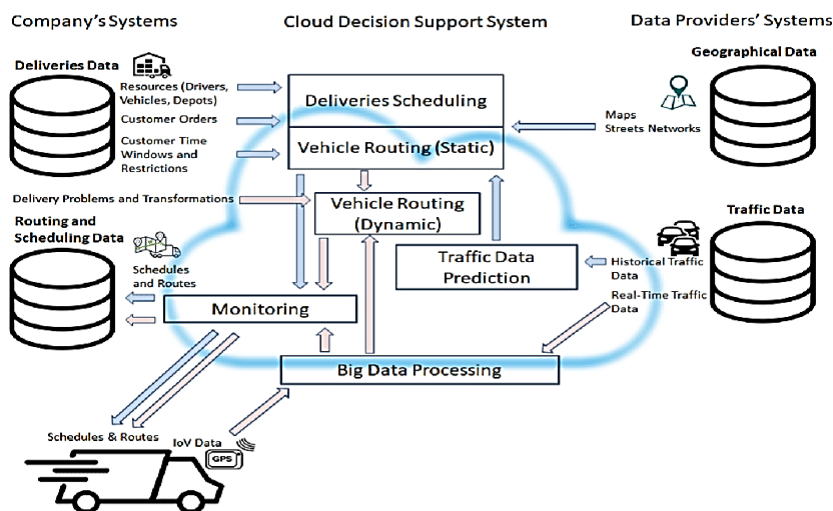 Company's Systems
Cloud Decision Support System
Data Providers' Systems
Deliveries Data
Resources (Drivers,
Vehicles, Depots)
Customer Orders
Customer Time
Windows and
Restrictions
Deliveries Scheduling
Vehicle Routing (Static)
Geographical Data
Maps
Streets Networks
Delivery Problems and Transformations
Vehicle Routing
(Dynamic)
Routing and
Scheduling Data
Schedules
and Routes
Traffic Data
Prediction
Traffic Data
Historical Traffic
Data
Real-Time Traffic
Data
Monitoring
Big Data Processing
Schedules & Routes
IoV Data
GPS